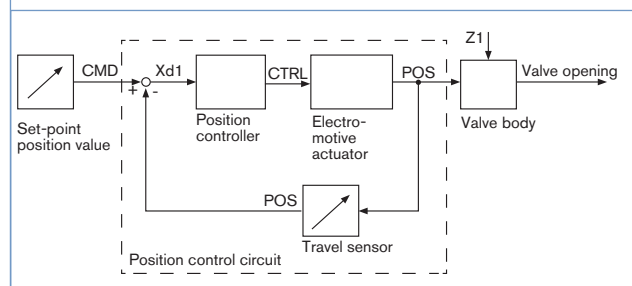 Z1
CMD
Xd1
CTRL
POS
Valve opening
+
-
Set-point
position value
Position
controller
Electro-
motive
actuator
Valve body
POS
Travel sensor
Position control circuit